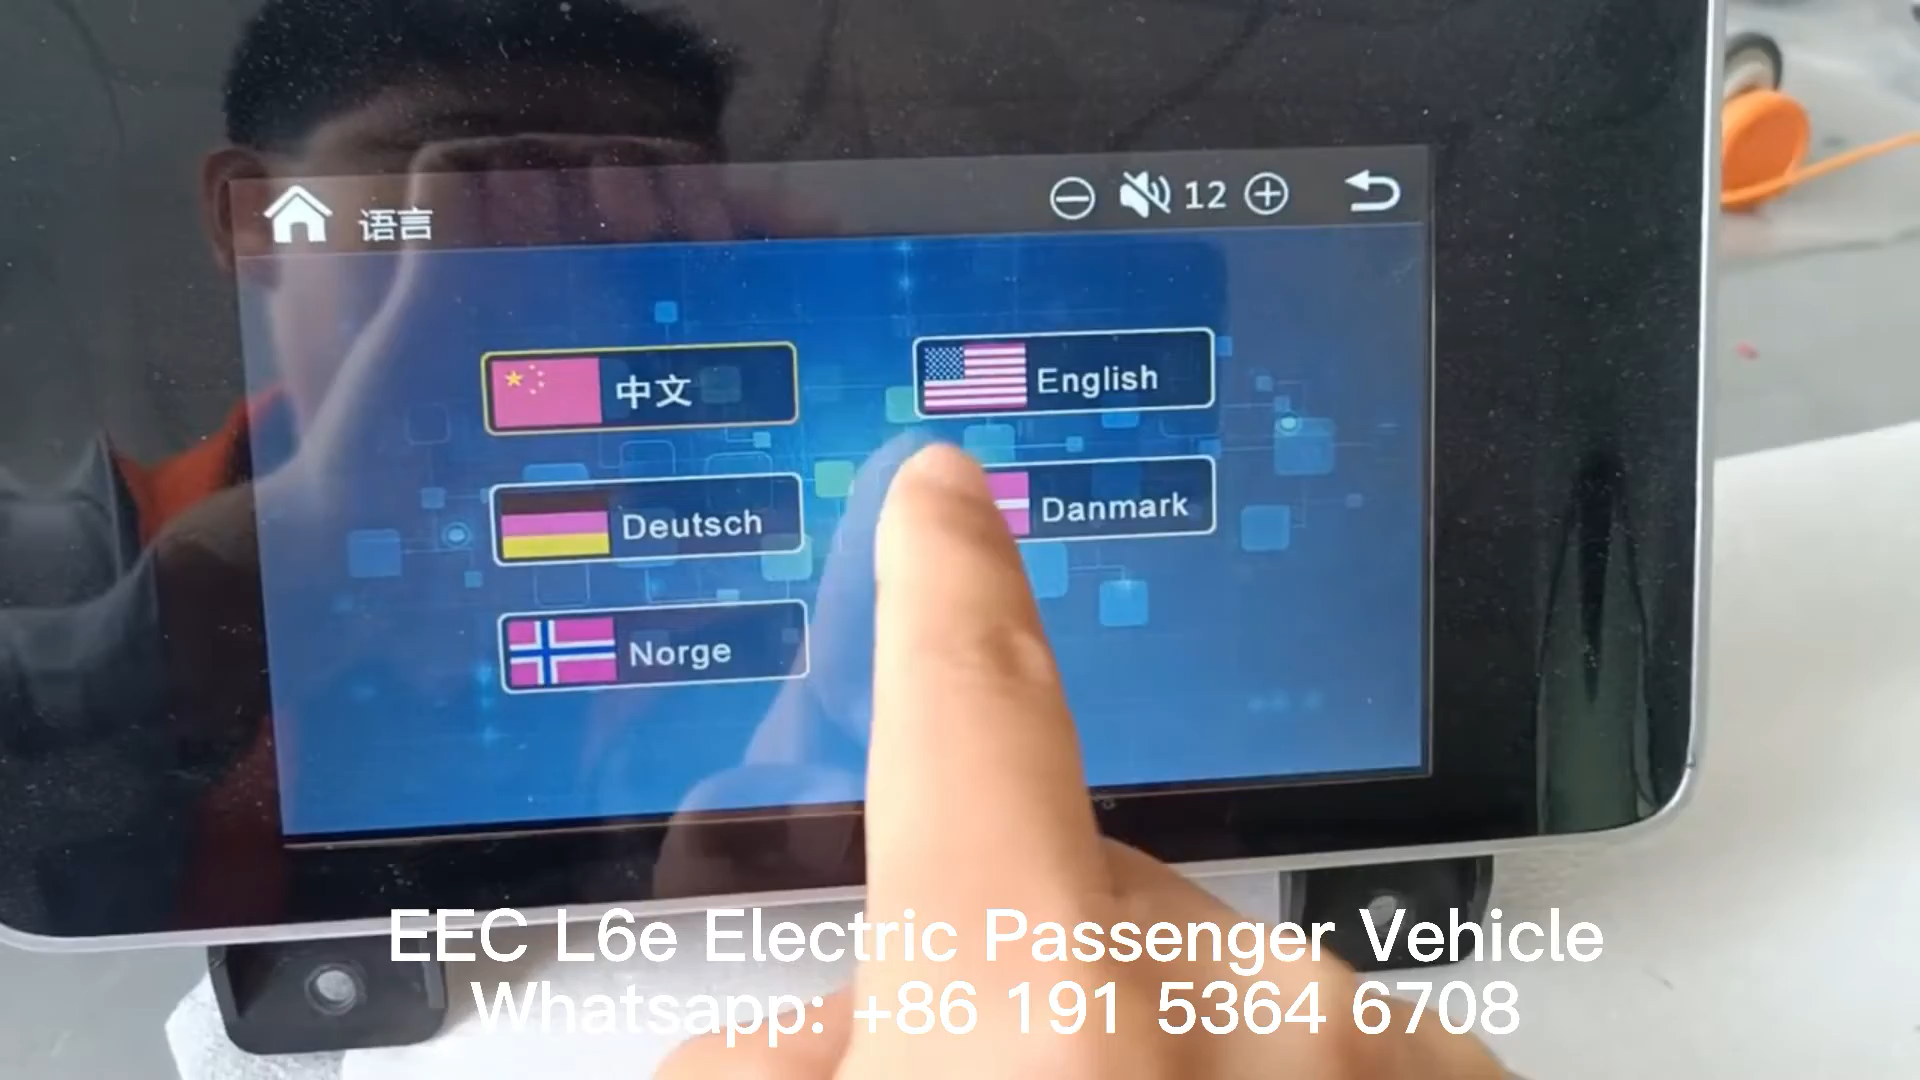 语言
12
中文
English
Deutsch
Danmark
Norge
EEC L6e Electric Passenger Vehicle
Whatsapp: +86 191 5364 6708